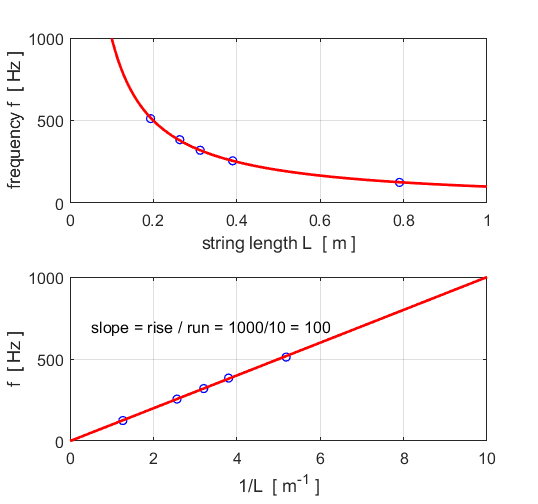 1000
500
0
frequency f [ Hz ]
0 0.2 0.4 0.6 0.8 1
string length L [ m ]
1000
500
0
f [ Hz ]
slope = rise / run = 1000/10 = 100
0 2 4 6 8 10
1/L [ m⁻¹ ]